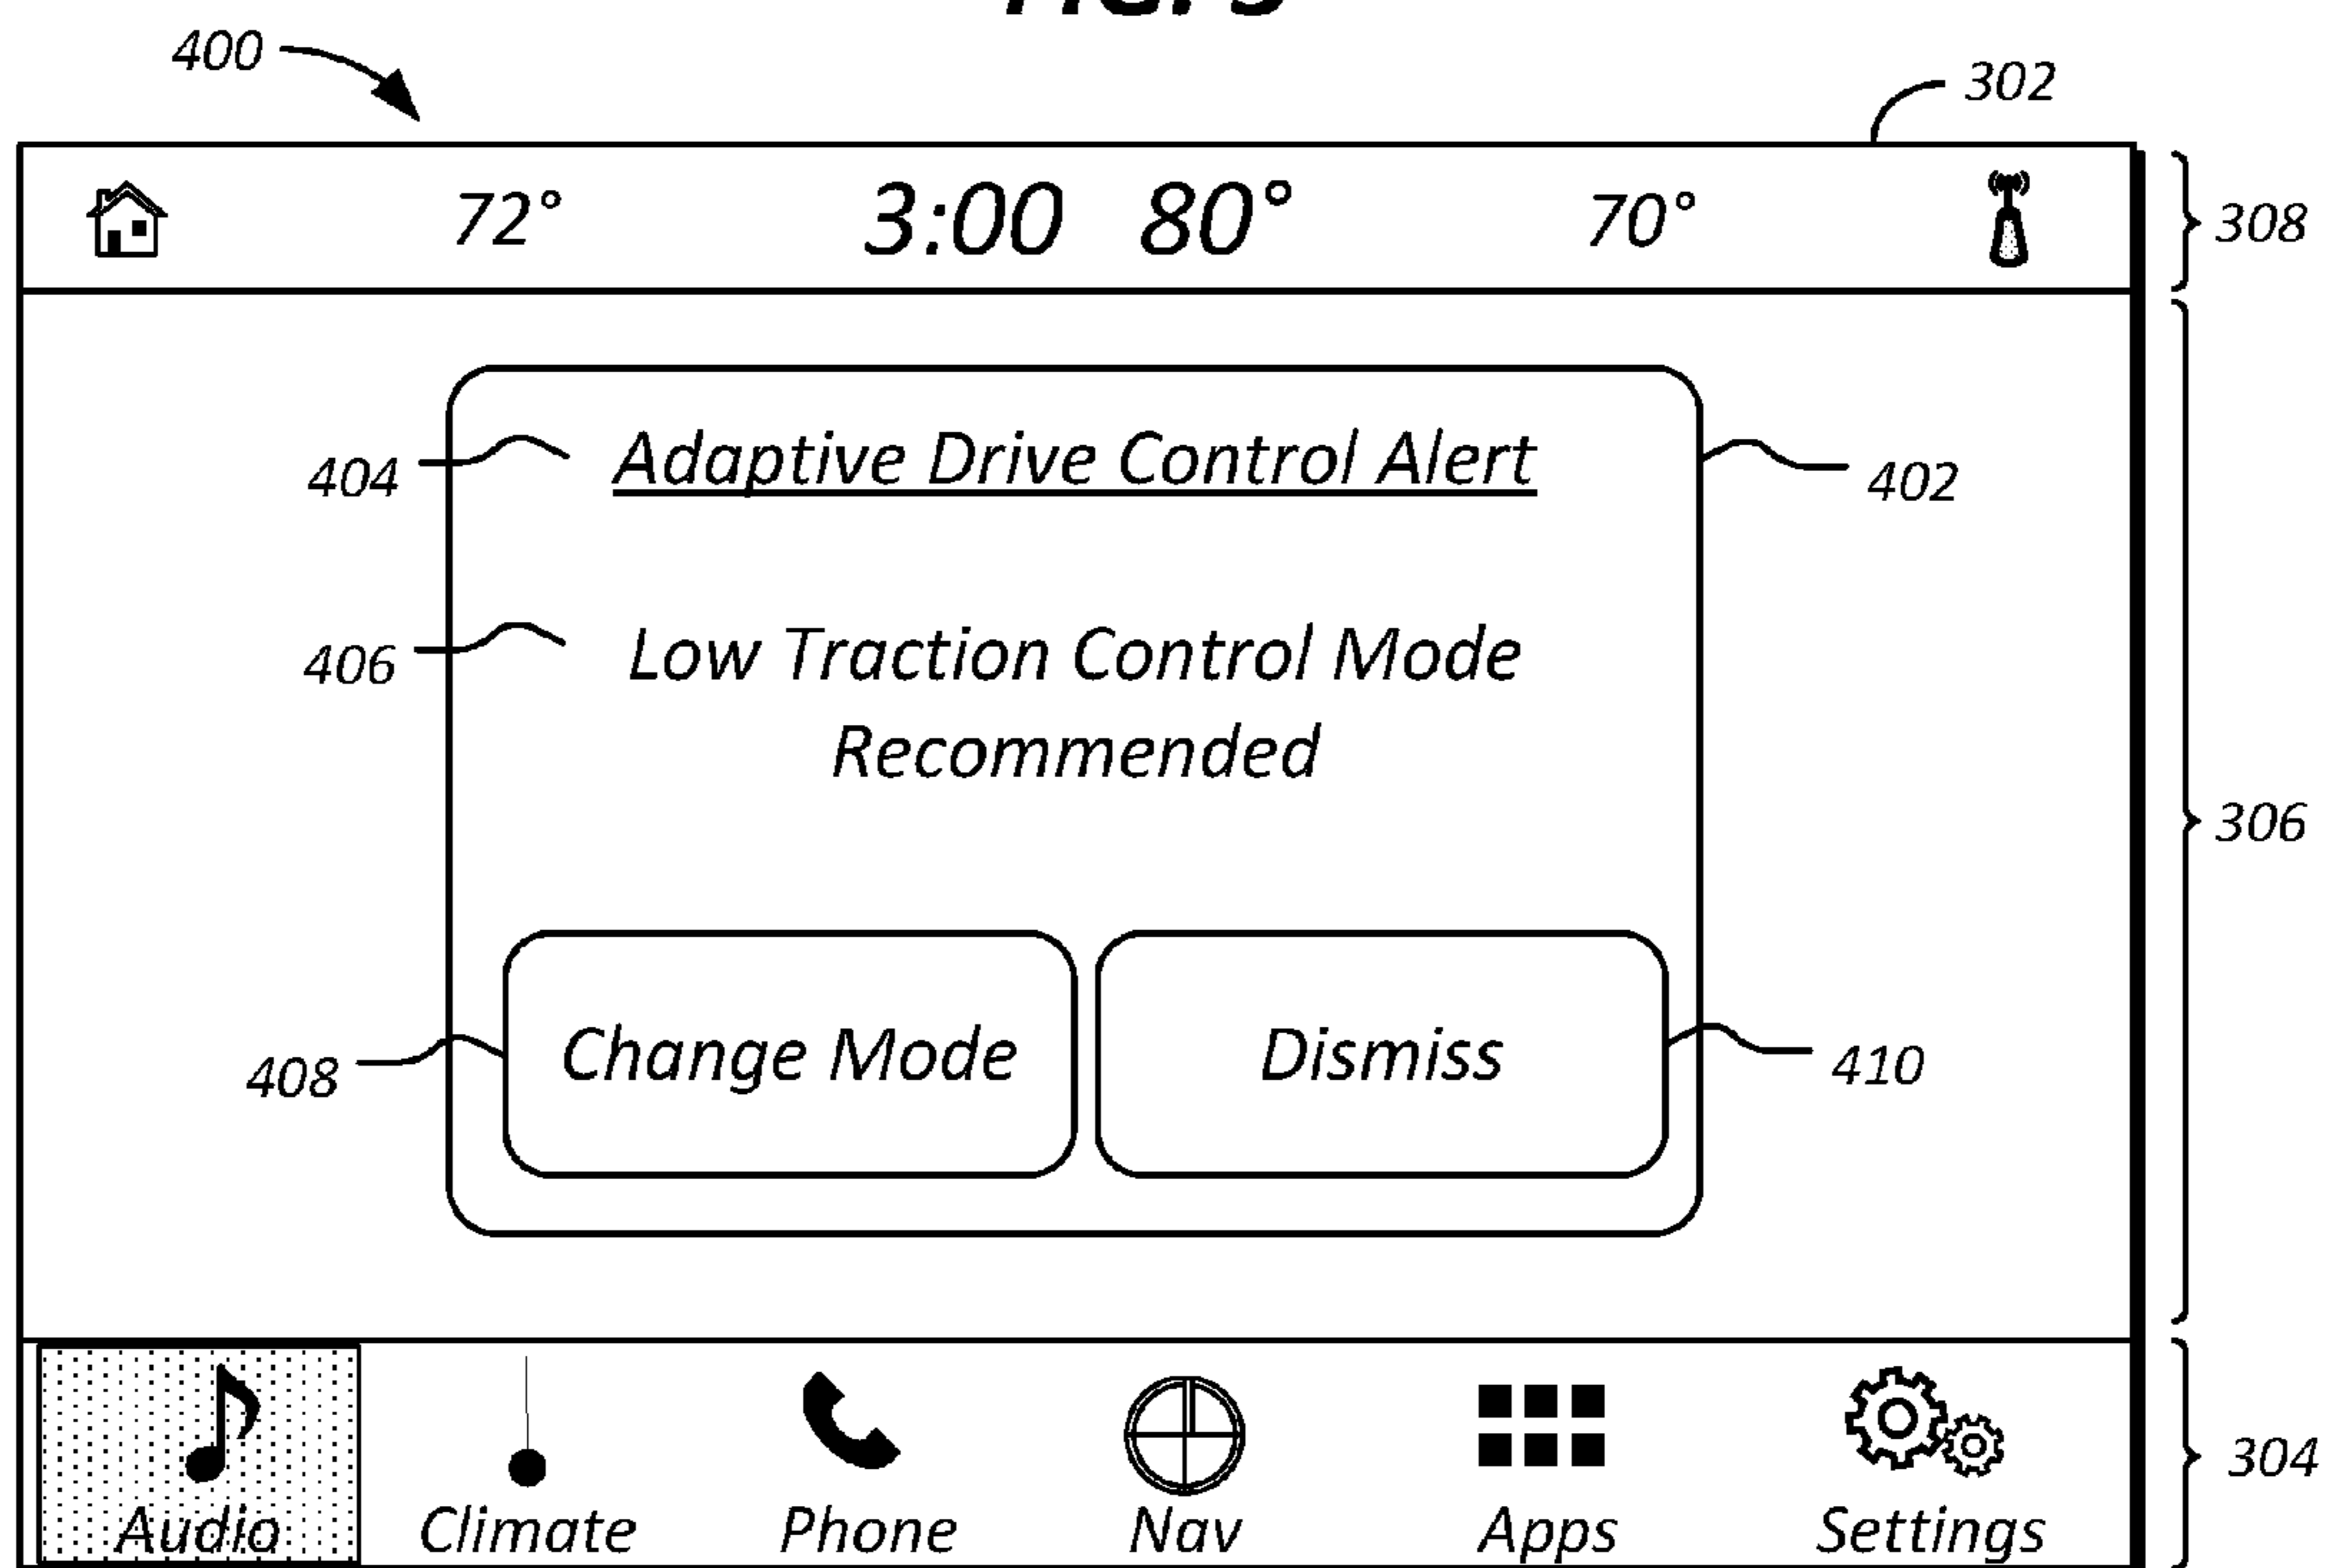 400
302
72° 3:00 80° 70°
308
404 Adaptive Drive Control Alert 402
406 Low Traction Control Mode
Recommended
306
408 Change Mode Dismiss 410
304
Audio Climate Phone Nav Apps Settings